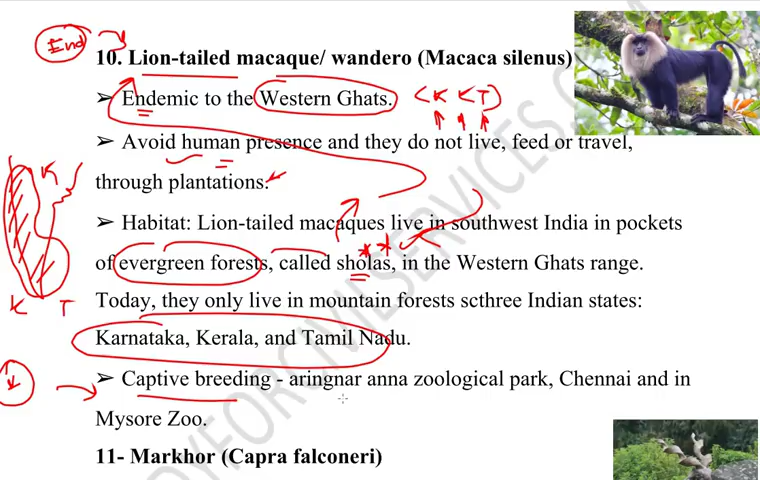 End
10. Lion-tailed macaque/ wandero (Macaca silenus)
➢ Endemic to the Western Ghats. (K K T)
➢ Avoid human presence and they do not live, feed or travel,
through plantations.
K
➢ Habitat: Lion-tailed macaques live in southwest India in pockets
of evergreen forests, called sholas, in the Western Ghats range.
K T
Today, they only live in mountain forests scthree Indian states:
Karnataka, Kerala, and Tamil Nadu.
➢ Captive breeding - aringnar anna zoological park, Chennai and in
Mysore Zoo.
11- Markhor (Capra falconeri)